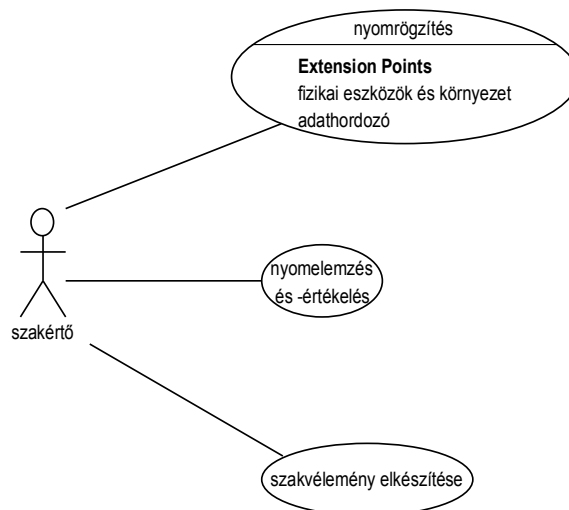 nyomrögzítés
Extension Points
fizikai eszközök és környezet
adathordozó
nyomelemzés
és -értékelés
szakértő
szakvélemény elkészítése